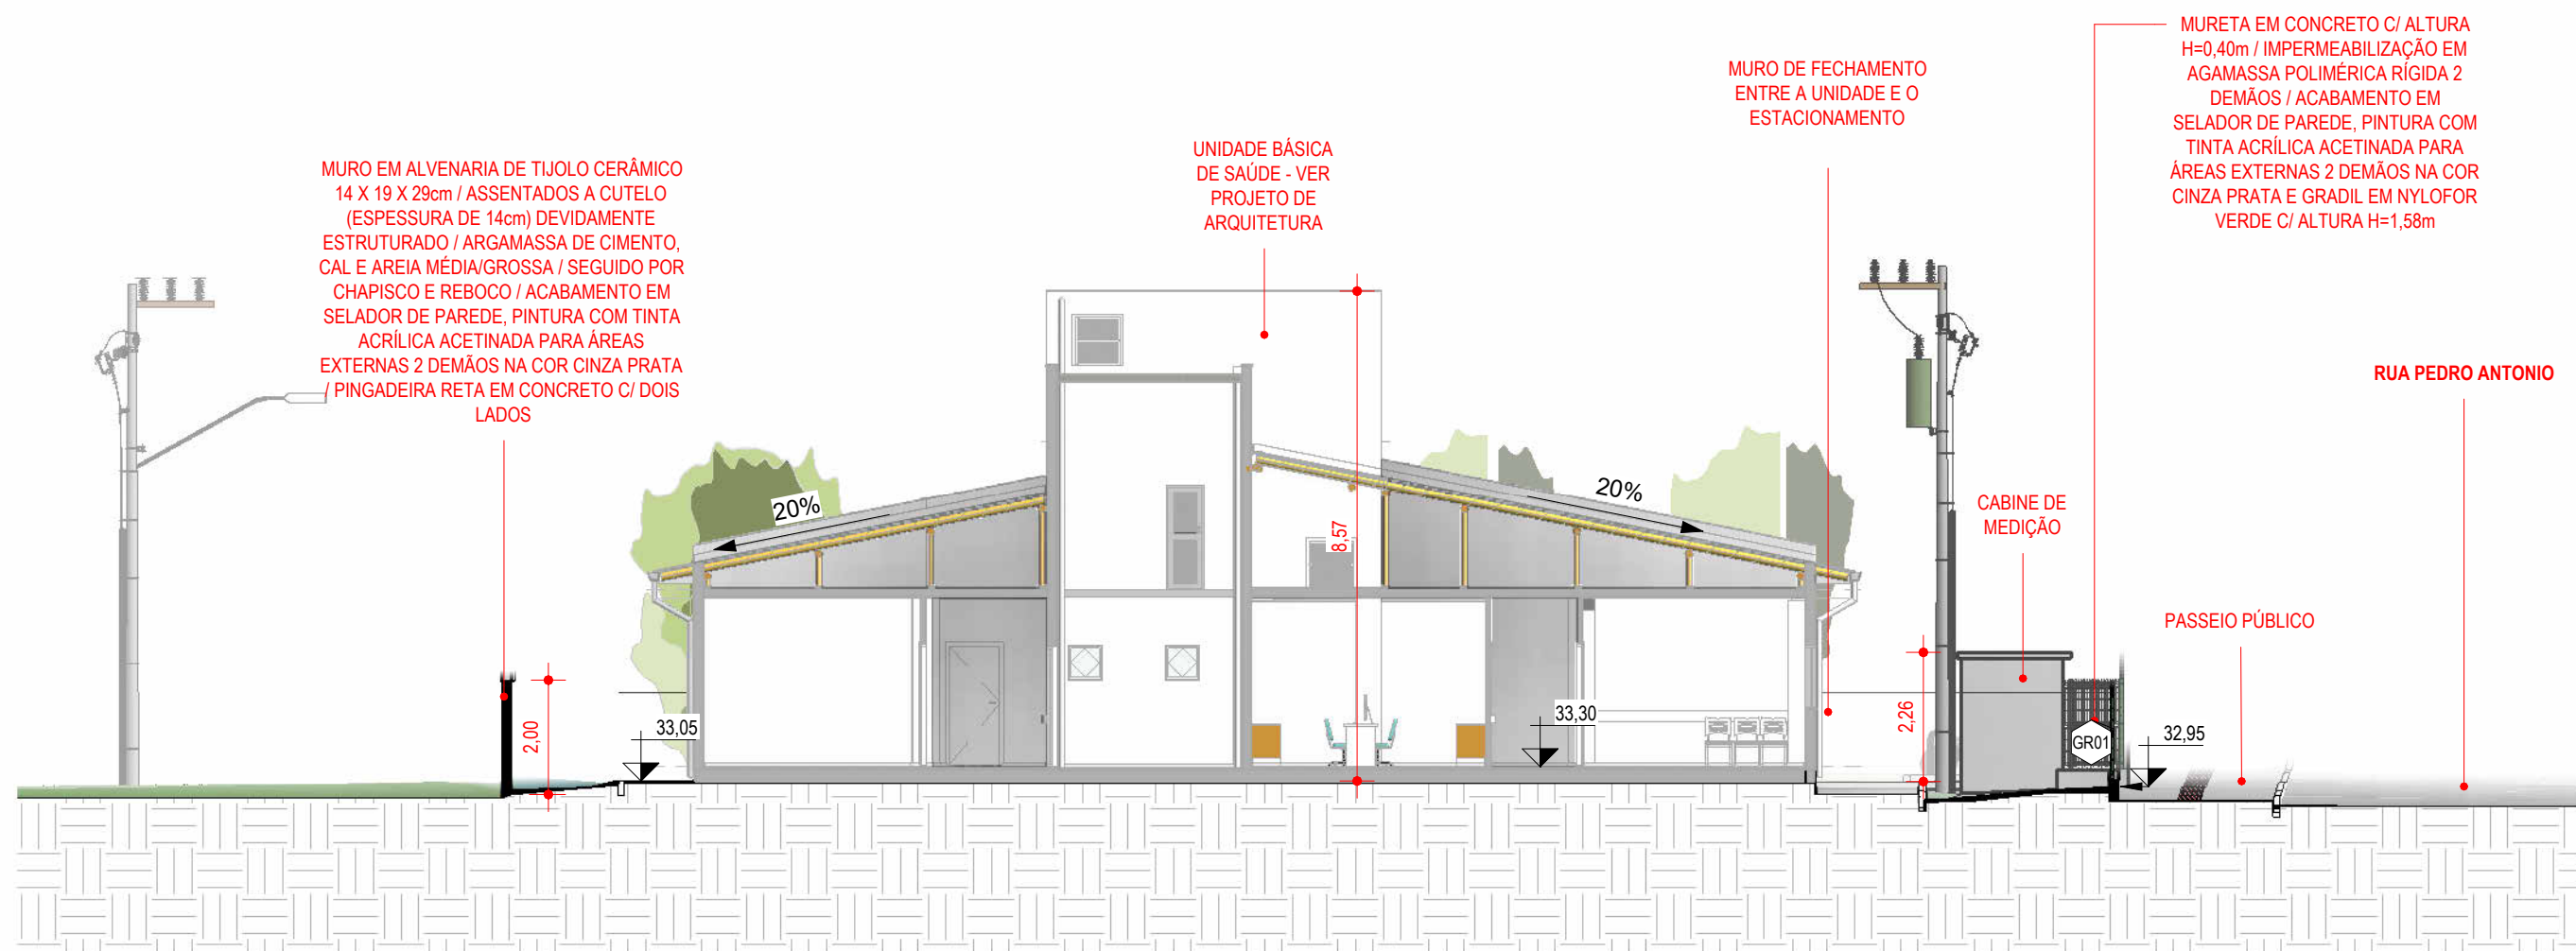 MURETA EM CONCRETO C/ ALTURA
H=0,40m / IMPERMEABILIZAÇÃO EM
AGAMASSA POLIMÉRICA RÍGIDA 2
DEMÃOS / ACABAMENTO EM
SELADOR DE PAREDE, PINTURA COM
TINTA ACRÍLICA ACETINADA PARA
ÁREAS EXTERNAS 2 DEMÃOS NA COR
CINZA PRATA E GRADIL EM NYLOFOR
VERDE C/ ALTURA H=1,58m
MURO DE FECHAMENTO
ENTRE A UNIDADE E O
ESTACIONAMENTO
UNIDADE BÁSICA
DE SAÚDE - VER
PROJETO DE
ARQUITETURA
MURO EM ALVENARIA DE TIJOLO CERÂMICO
14 X 19 X 29cm / ASSENTADOS A CUTELO
(ESPESSURA DE 14cm) DEVIDAMENTE
ESTRUTURADO / ARGAMASSA DE CIMENTO,
CAL E AREIA MÉDIA/GROSSA / SEGUIDO POR
CHAPISCO E REBOCO / ACABAMENTO EM
SELADOR DE PAREDE, PINTURA COM TINTA
ACRÍLICA ACETINADA PARA ÁREAS
EXTERNAS 2 DEMÃOS NA COR CINZA PRATA
/ PINGADEIRA RETA EM CONCRETO C/ DOIS
LADOS
RUA PEDRO ANTONIO
20%
20%
8,57
CABINE DE
MEDIÇÃO
PASSEIO PÚBLICO
2,00
33,05
33,30
2,26
GR01
32,95